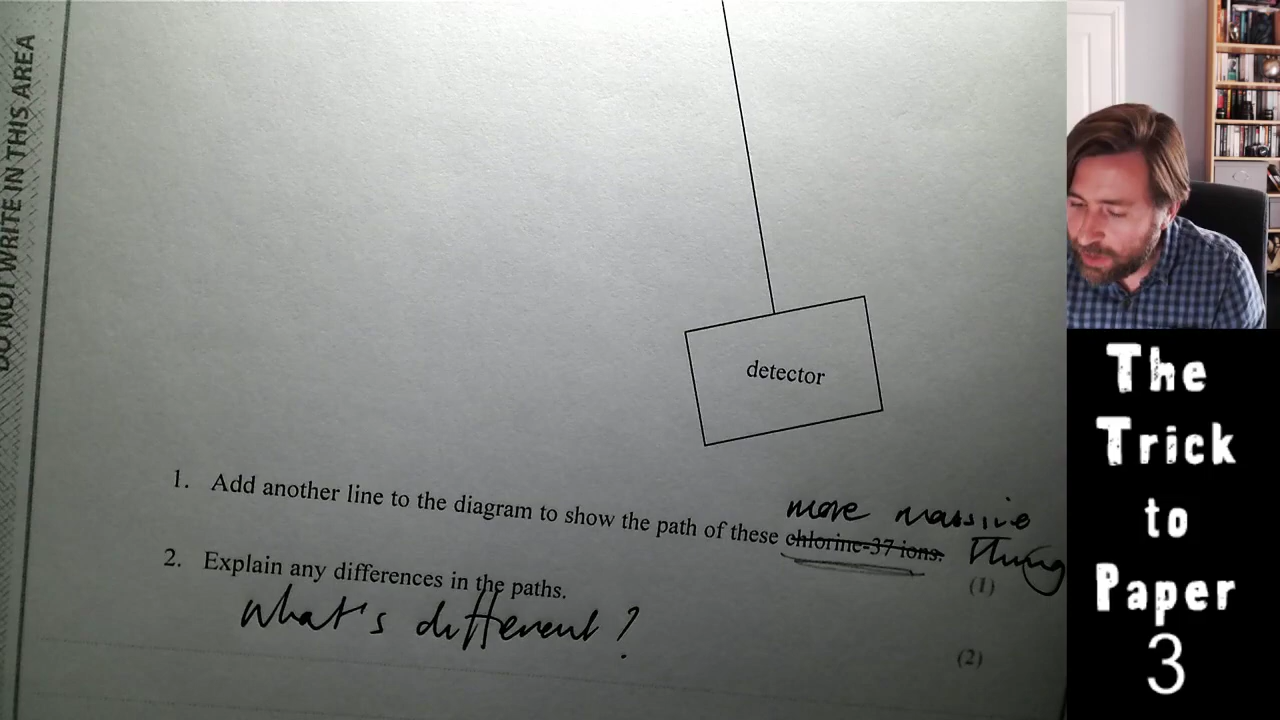 DO NOT WRITE IN THIS AREA
detector
1. Add another line to the diagram to show the path of these chlorine-37 ions.
more massive
thing
(1)
2. Explain any differences in the paths.
What's different?
(2)
The
Trick
to
Paper
3